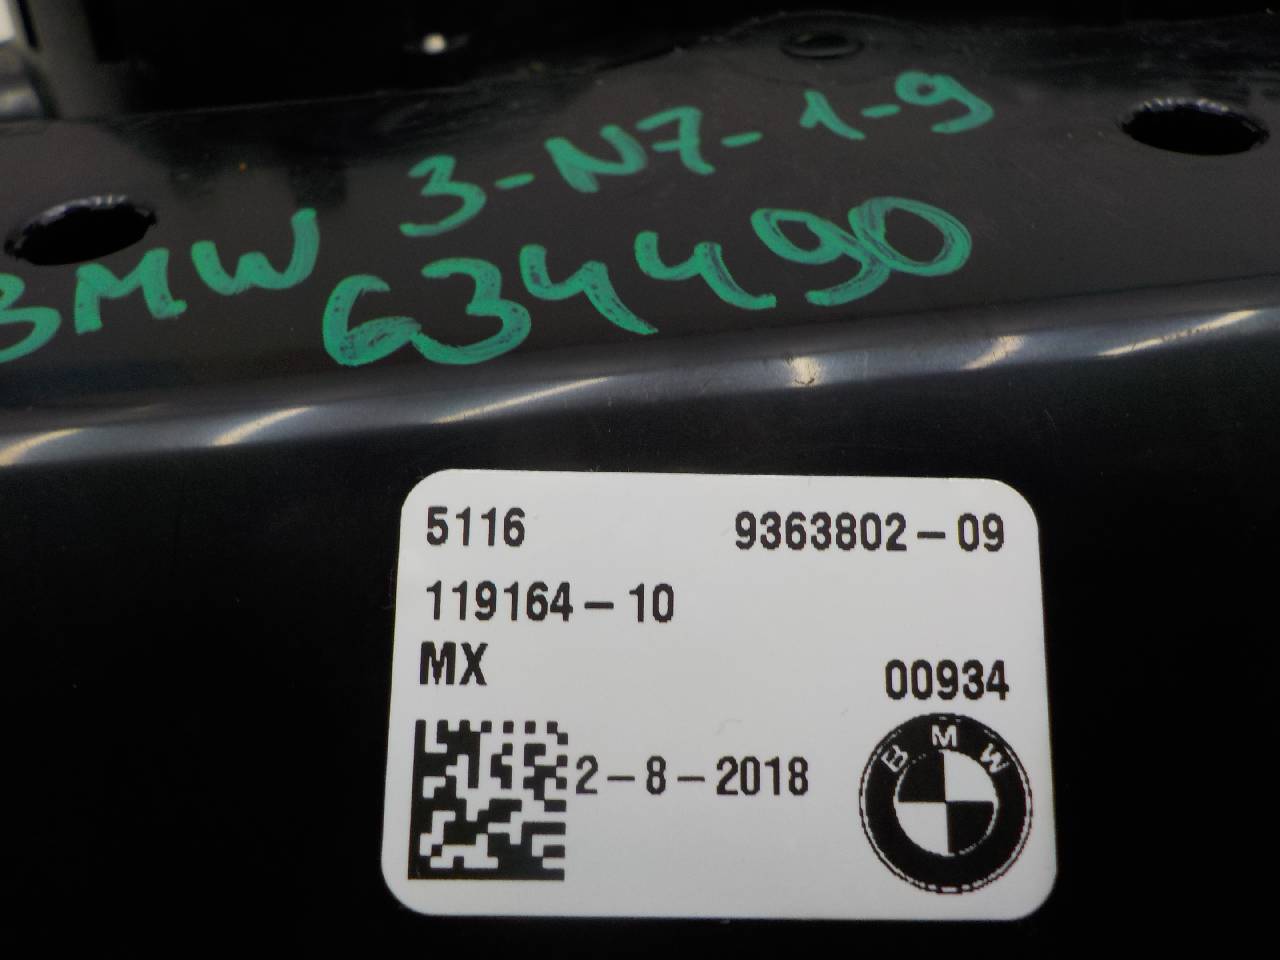 3-N7-1-9
BMW 634490
5116 9363802-09
119164-10
MX
00934
2-8-2018
BMW